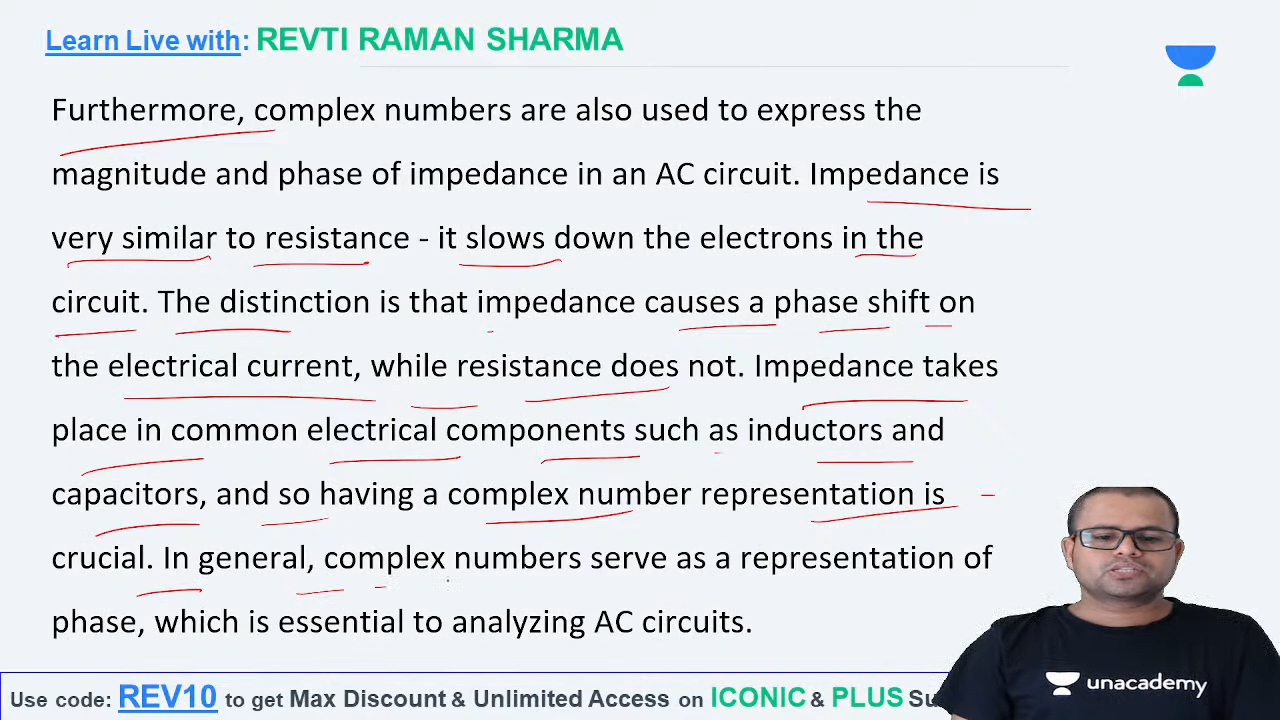 Learn Live with: REVTI RAMAN SHARMA
Furthermore, complex numbers are also used to express the
magnitude and phase of impedance in an AC circuit. Impedance is
very similar to resistance - it slows down the electrons in the
circuit. The distinction is that impedance causes a phase shift on
the electrical current, while resistance does not. Impedance takes
place in common electrical components such as inductors and
capacitors, and so having a complex number representation is
crucial. In general, complex numbers serve as a representation of
phase, which is essential to analyzing AC circuits.
unacademy
Use code: REV10 to get Max Discount & Unlimited Access on ICONIC & PLUS